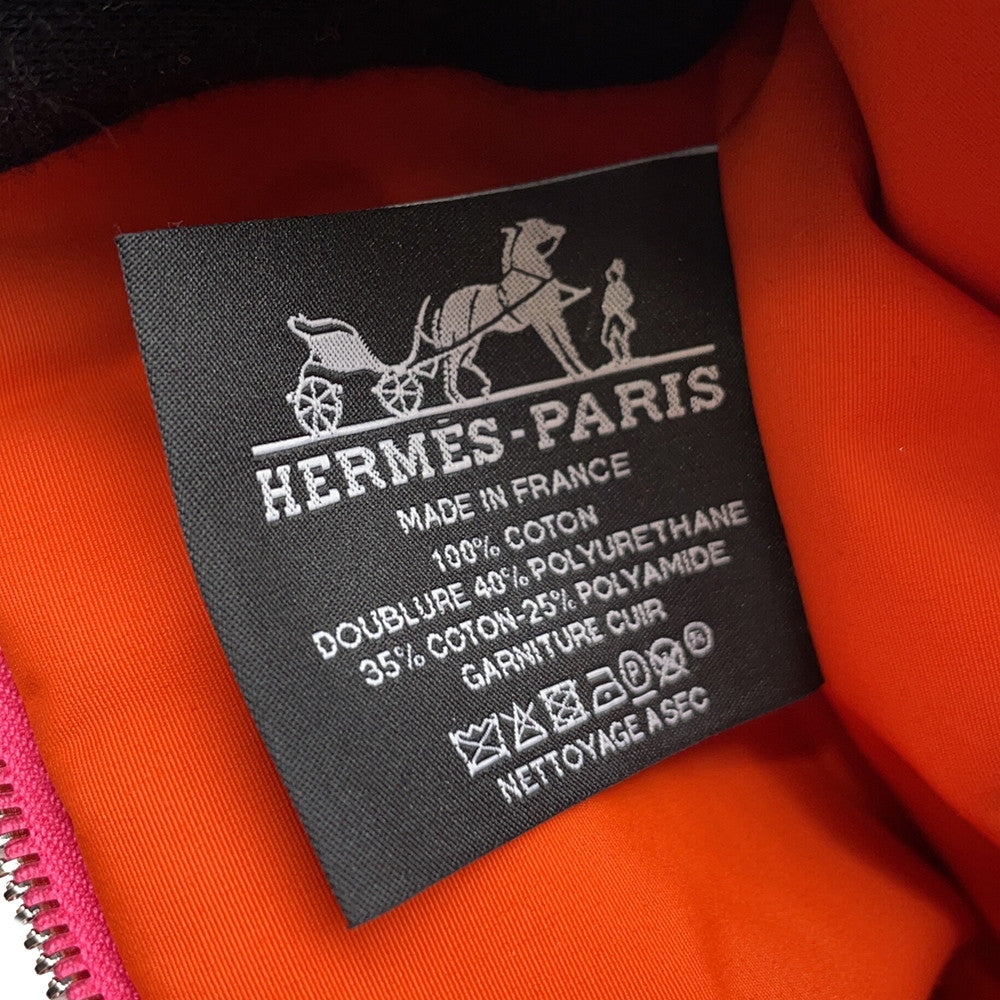 HERMÈS-PARIS
MADE IN FRANCE
100% COTON
DOUBLURE 40% POLYURETHANE
35% COTON-25% POLYAMIDE
GARNITURE CUIR
P
NETTOYAGE A SEC